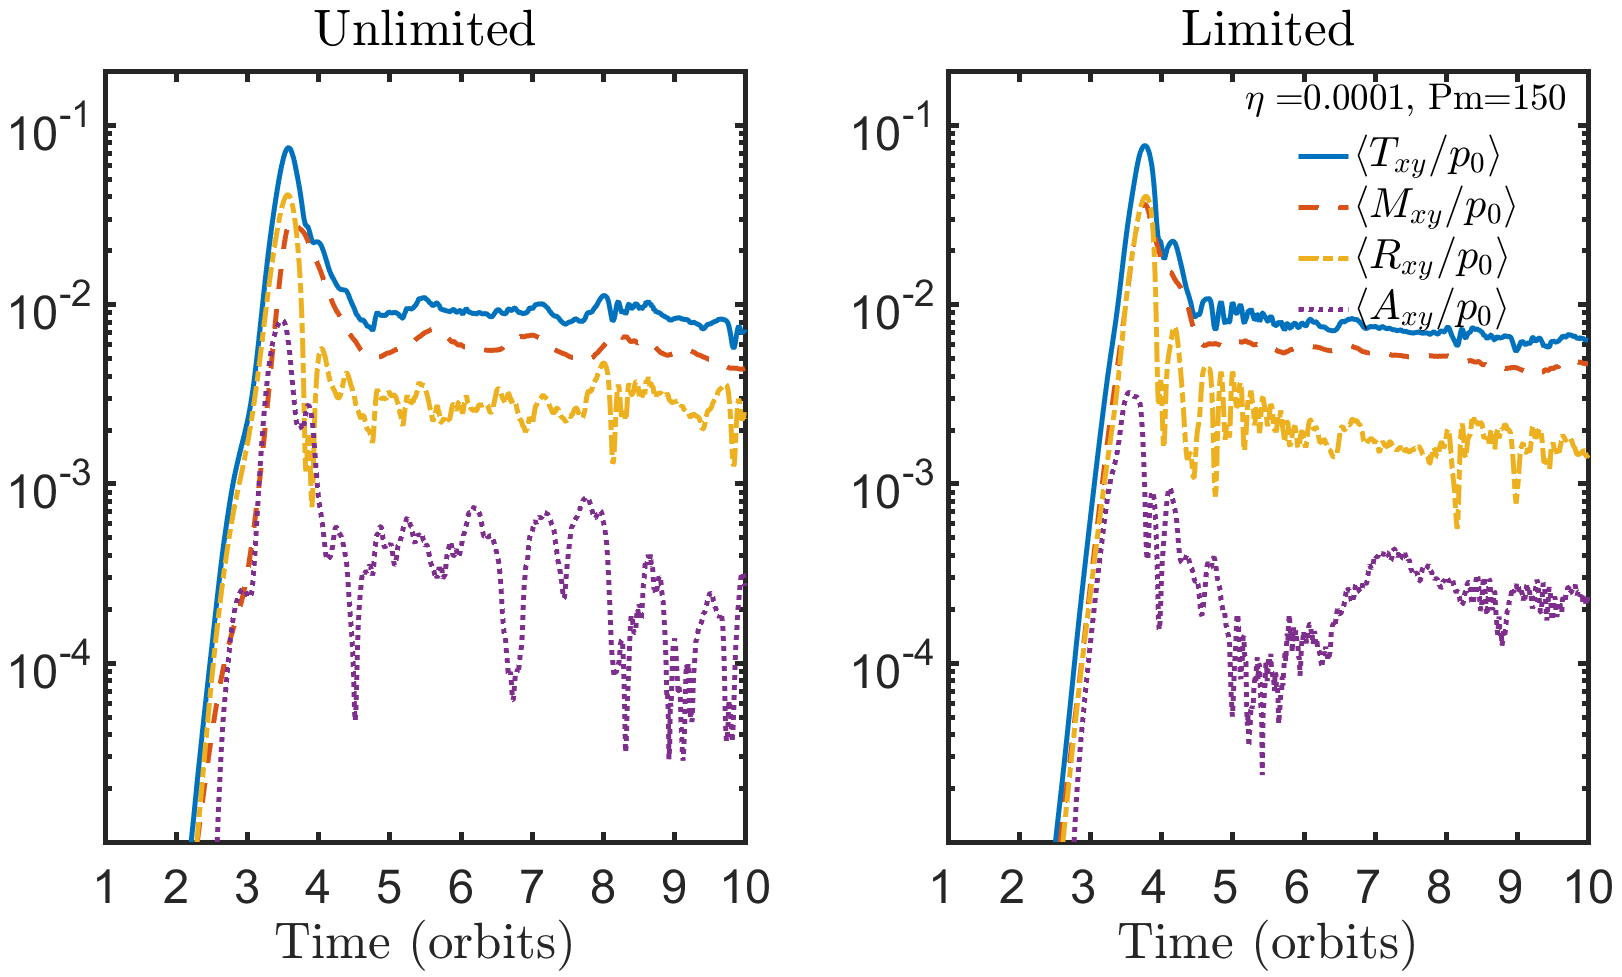 Unlimited
10^-1
10^-2
10^-3
10^-4
1 2 3 4 5 6 7 8 9 10
Time (orbits)
Limited
η =0.0001, Pm=150
⟨T_xy/p_0⟩
⟨M_xy/p_0⟩
⟨R_xy/p_0⟩
⟨A_xy/p_0⟩
10^-1
10^-2
10^-3
10^-4
1 2 3 4 5 6 7 8 9 10
Time (orbits)